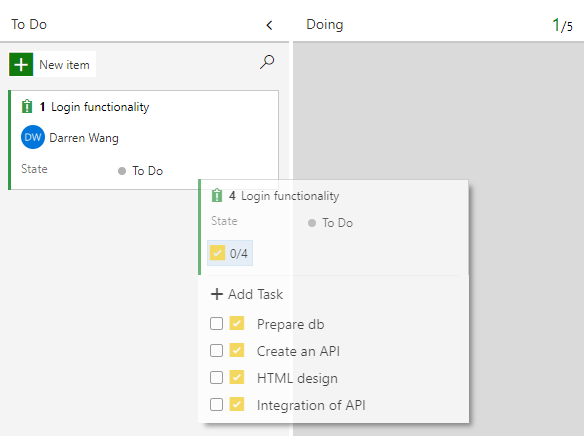 To Do
Doing 1/5
New item
1 Login functionality
DW Darren Wang
State To Do
4 Login functionality
State To Do
0/4
Add Task
Prepare db
Create an API
HTML design
Integration of API